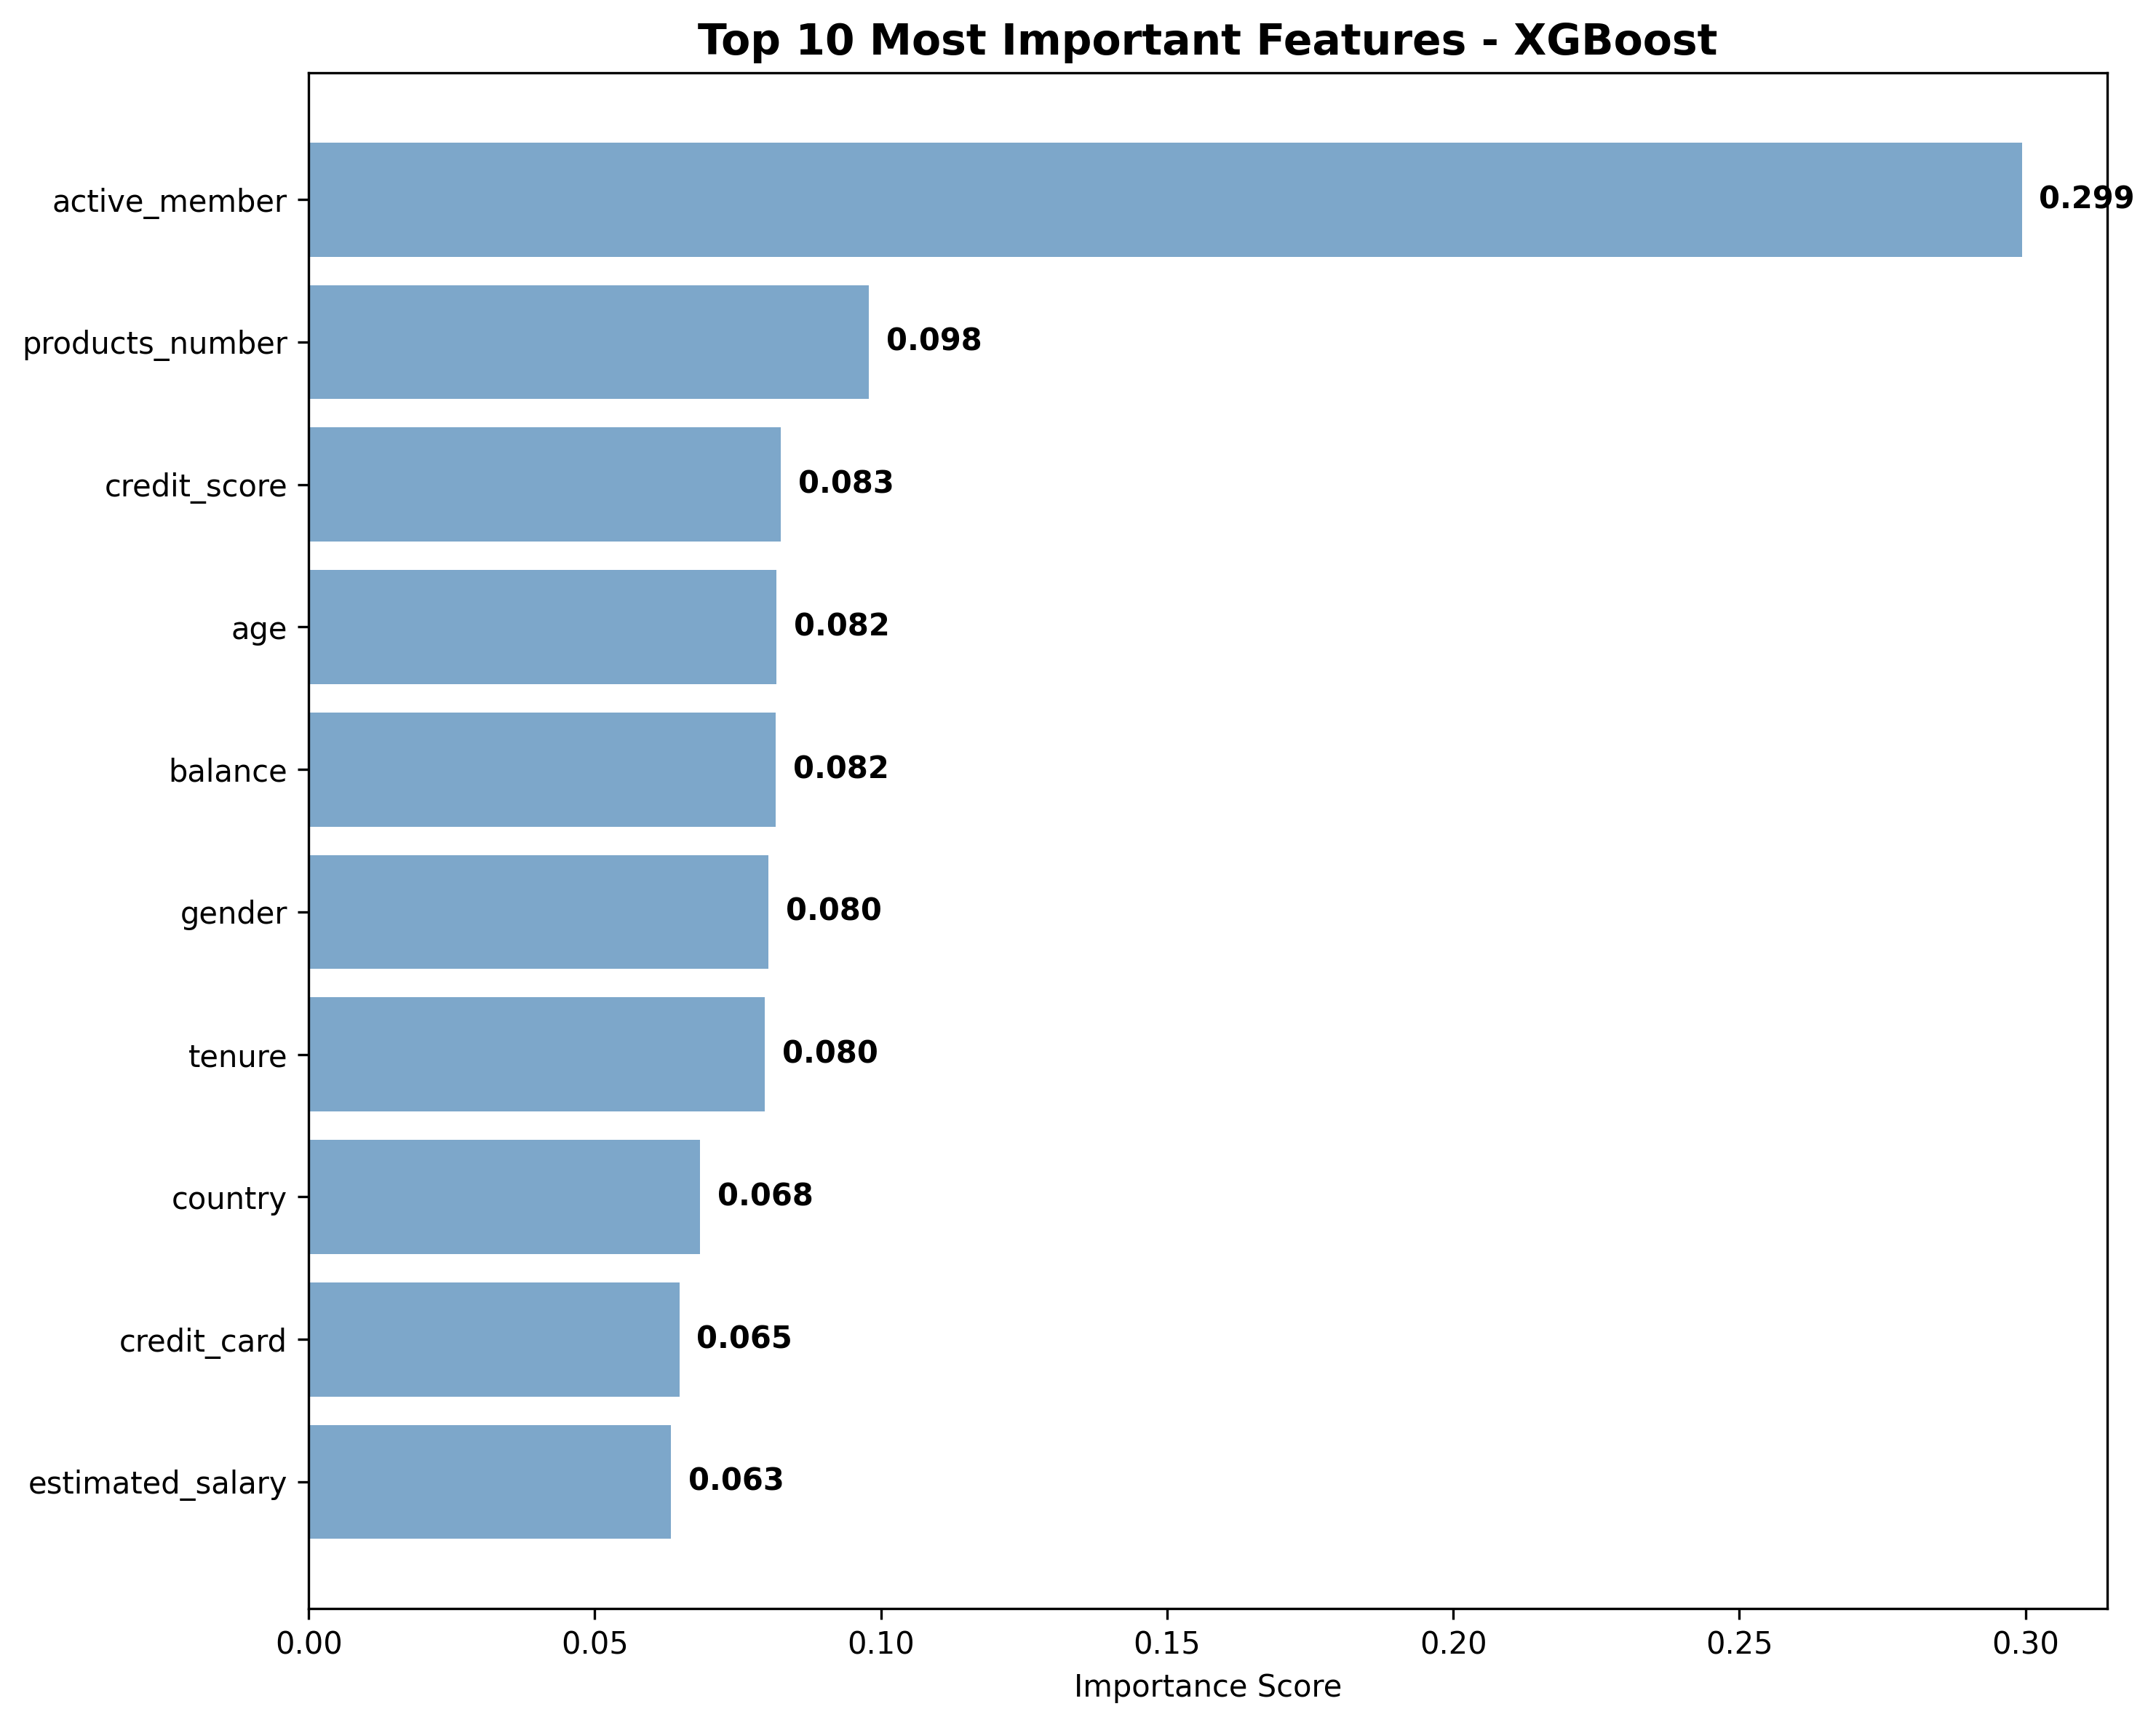 Top 10 Most Important Features - XGBoost
active_member 0.299
products_number 0.098
credit_score 0.083
age 0.082
balance 0.082
gender 0.080
tenure 0.080
country 0.068
credit_card 0.065
estimated_salary 0.063
0.00 0.05 0.10 0.15 0.20 0.25 0.30
Importance Score